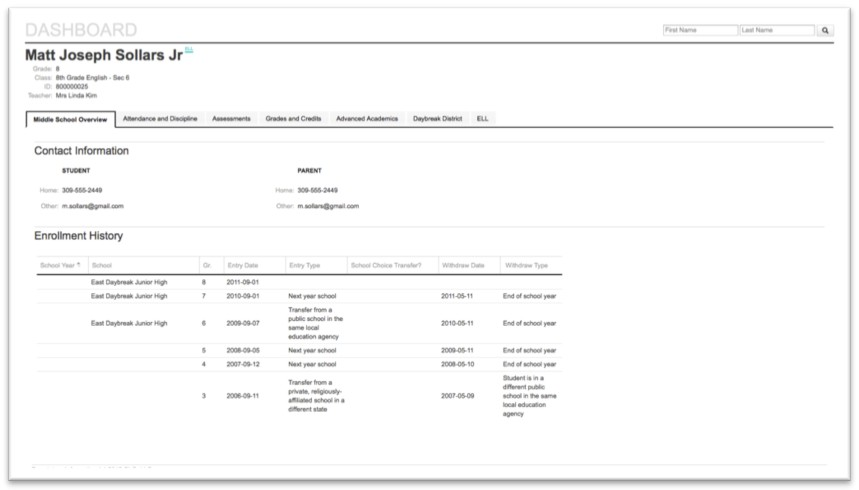 DASHBOARD
First Name Last Name
Matt Joseph Sollars Jr ELL
Grade: 8
Class: 8th Grade English - Sec 6
ID: 800000025
Teacher: Mrs Linda Kim
Middle School Overview Attendance and Discipline Assessments Grades and Credits Advanced Academics Daybreak District ELL
Contact Information
STUDENT PARENT
Home: 309-555-2449 Home: 309-555-2449
Other: m.sollars@gmail.com Other: m.sollars@gmail.com
Enrollment History
School Year School Gr. Entry Date Entry Type School Choice Transfer? Withdraw Date Withdraw Type
East Daybreak Junior High 8 2011-09-01
East Daybreak Junior High 7 2010-09-01 Next year school 2011-05-11 End of school year
East Daybreak Junior High 6 2009-09-07 Transfer from a
public school in the
same local
education agency
2010-05-11 End of school year
5 2008-09-05 Next year school 2009-05-11 End of school year
4 2007-09-12 Next year school 2008-05-10 End of school year
3 2006-09-11 Transfer from a
private, religiously-
affiliated school in a
different state
2007-05-09 Student is in a
different public
school in the same
local education
agency